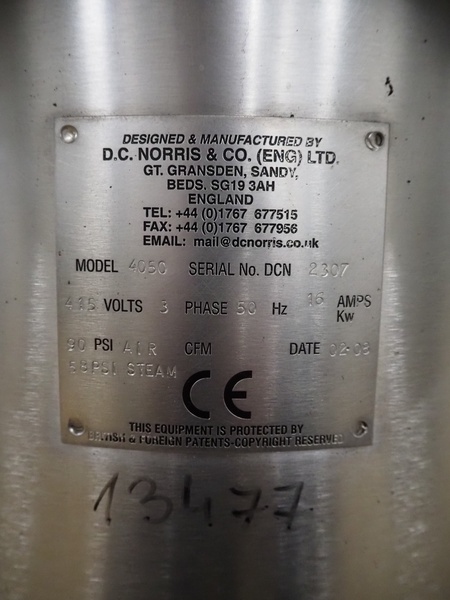 DESIGNED & MANUFACTURED BY
D.C. NORRIS & CO. (ENG) LTD.
GT. GRANSDEN, SANDY,
BEDS. SG19 3AH
ENGLAND
TEL: +44 (0)1767 677515
FAX: +44 (0)1767 677956
EMAIL: mail@dcnorris.co.uk
MODEL 4050 SERIAL No. DCN 2307
415 VOLTS 3 PHASE 50 Hz 16 AMPS
Kw
90 PSI AIR CFM DATE 02-03
58PSI STEAM
CE
THIS EQUIPMENT IS PROTECTED BY
BRITISH & FOREIGN PATENTS-COPYRIGHT RESERVED
13477